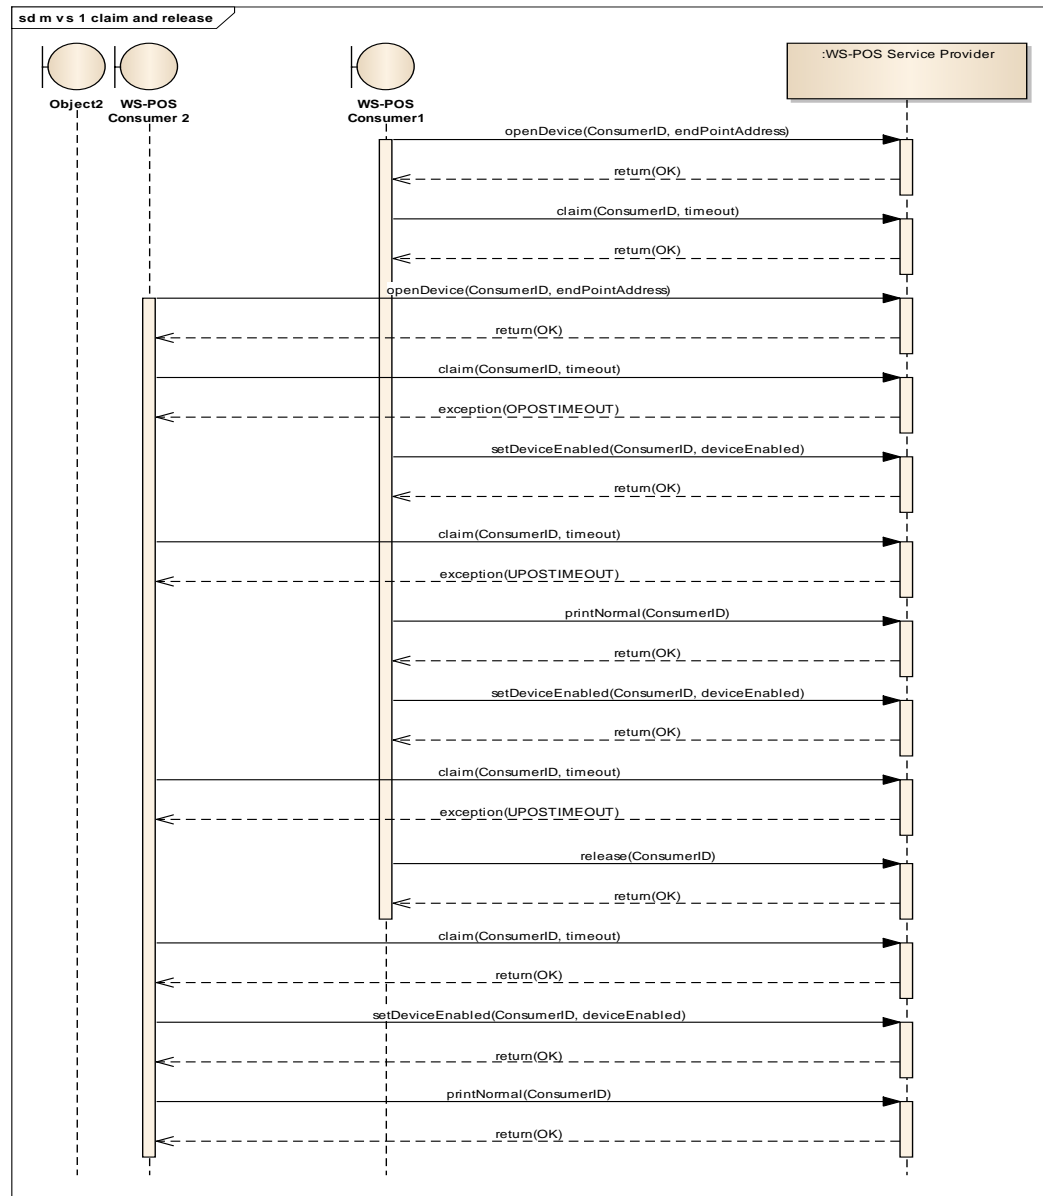 sd m v s 1 claim and release
Object2
WS-POS
Consumer 2
WS-POS
Consumer1
:WS-POS Service Provider
openDevice(ConsumerID, endPointAddress)
return(OK)
claim(ConsumerID, timeout)
return(OK)
openDevice(ConsumerID, endPointAddress)
return(OK)
claim(ConsumerID, timeout)
exception(OPOSTIMEOUT)
setDeviceEnabled(ConsumerID, deviceEnabled)
return(OK)
claim(ConsumerID, timeout)
exception(UPOSTIMEOUT)
printNormal(ConsumerID)
return(OK)
setDeviceEnabled(ConsumerID, deviceEnabled)
return(OK)
claim(ConsumerID, timeout)
exception(UPOSTIMEOUT)
release(ConsumerID)
return(OK)
claim(ConsumerID, timeout)
return(OK)
setDeviceEnabled(ConsumerID, deviceEnabled)
return(OK)
printNormal(ConsumerID)
return(OK)